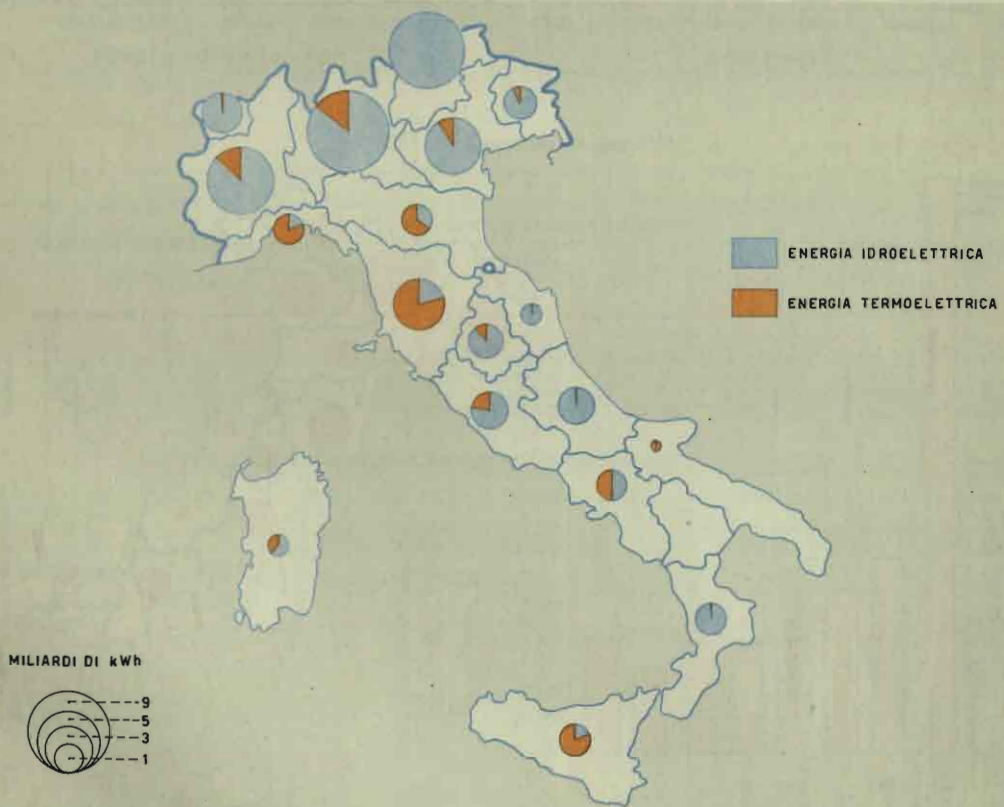 ENERGIA IDROELETTRICA
ENERGIA TERMOELETTRICA
MILIARDI DI kWh
9
5
3
1